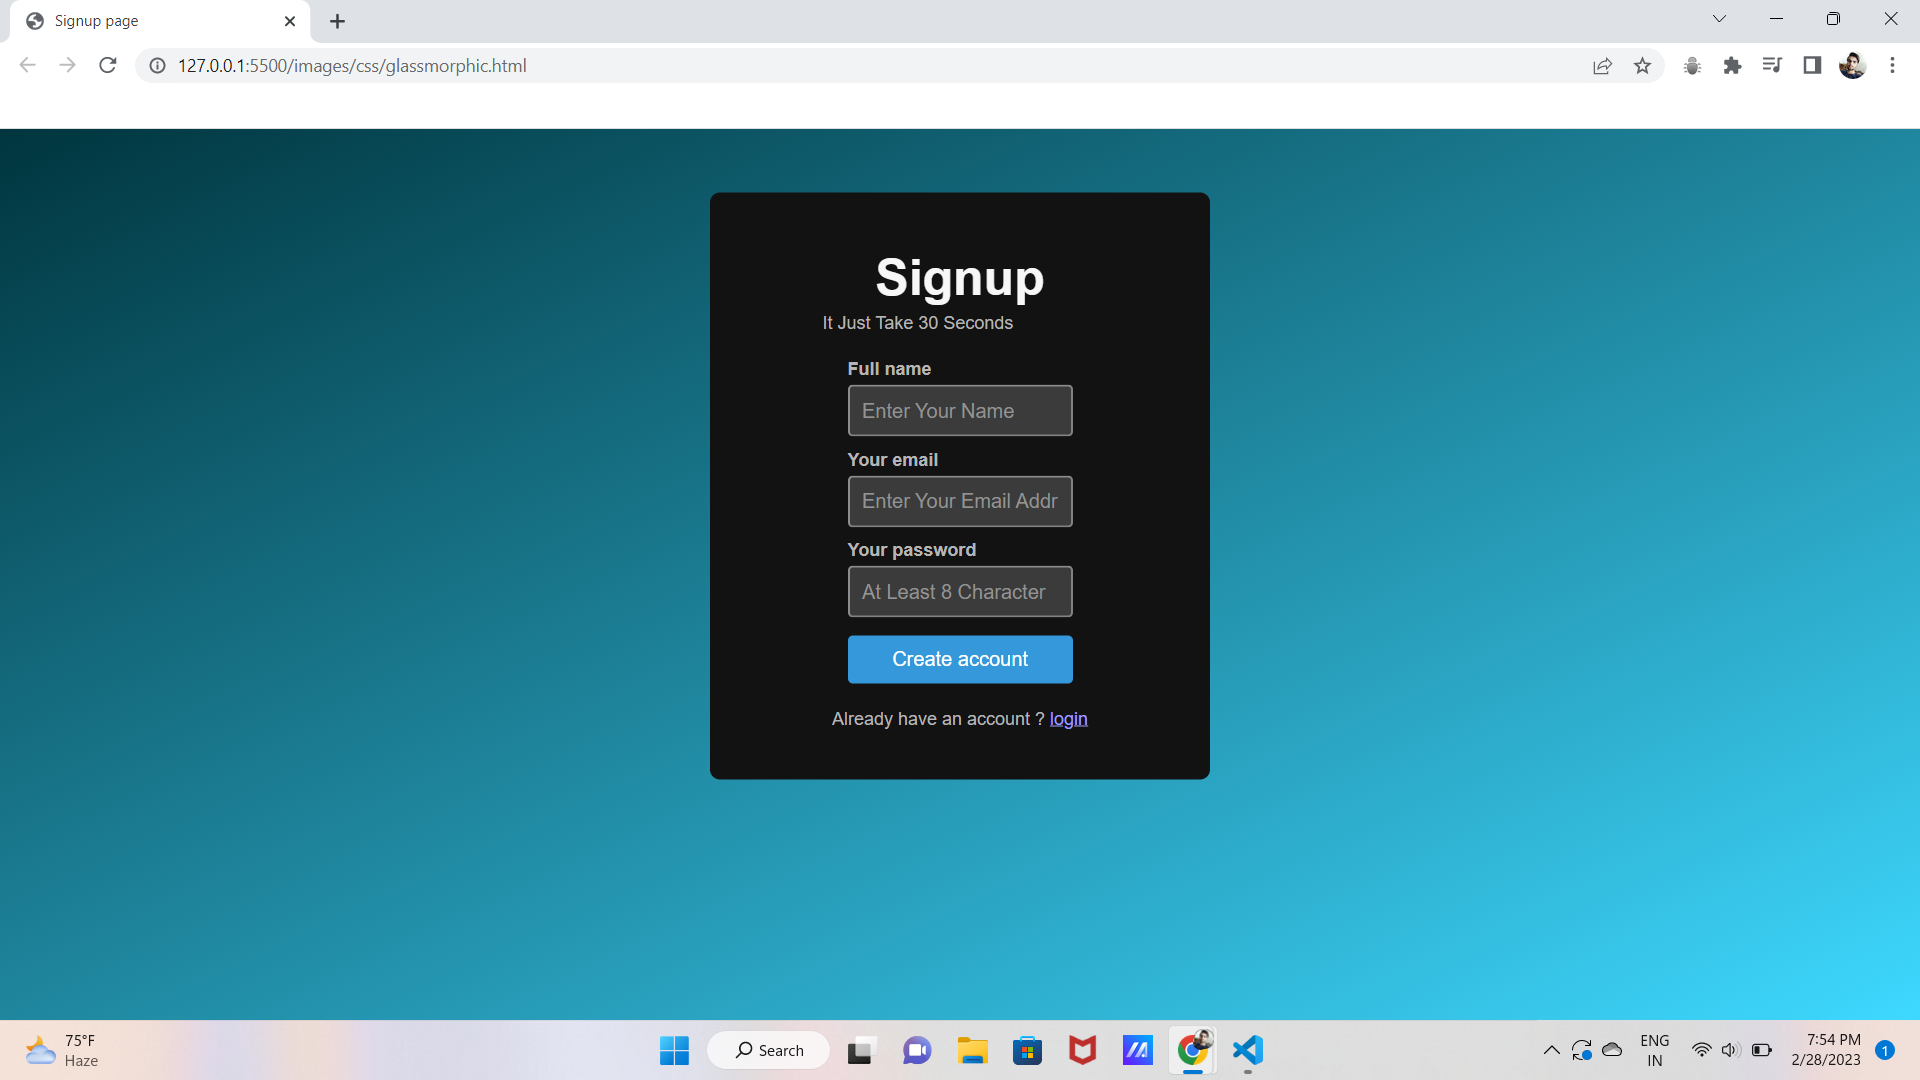 Signup page
127.0.0.1:5500/images/css/glassmorphic.html
Signup
It Just Take 30 Seconds
Full name
Enter Your Name
Your email
Enter Your Email Addr
Your password
At Least 8 Character
Create account
Already have an account ? login
75°F
Haze
Search
ENG
IN
7:54 PM
2/28/2023
1